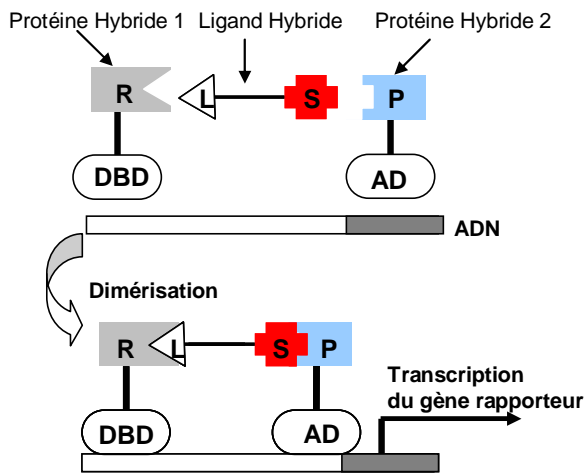 Protéine Hybride 1 Ligand Hybride Protéine Hybride 2
R L S P
DBD AD
ADN
Dimérisation
R L S P
Transcription
du gène rapporteur
DBD AD